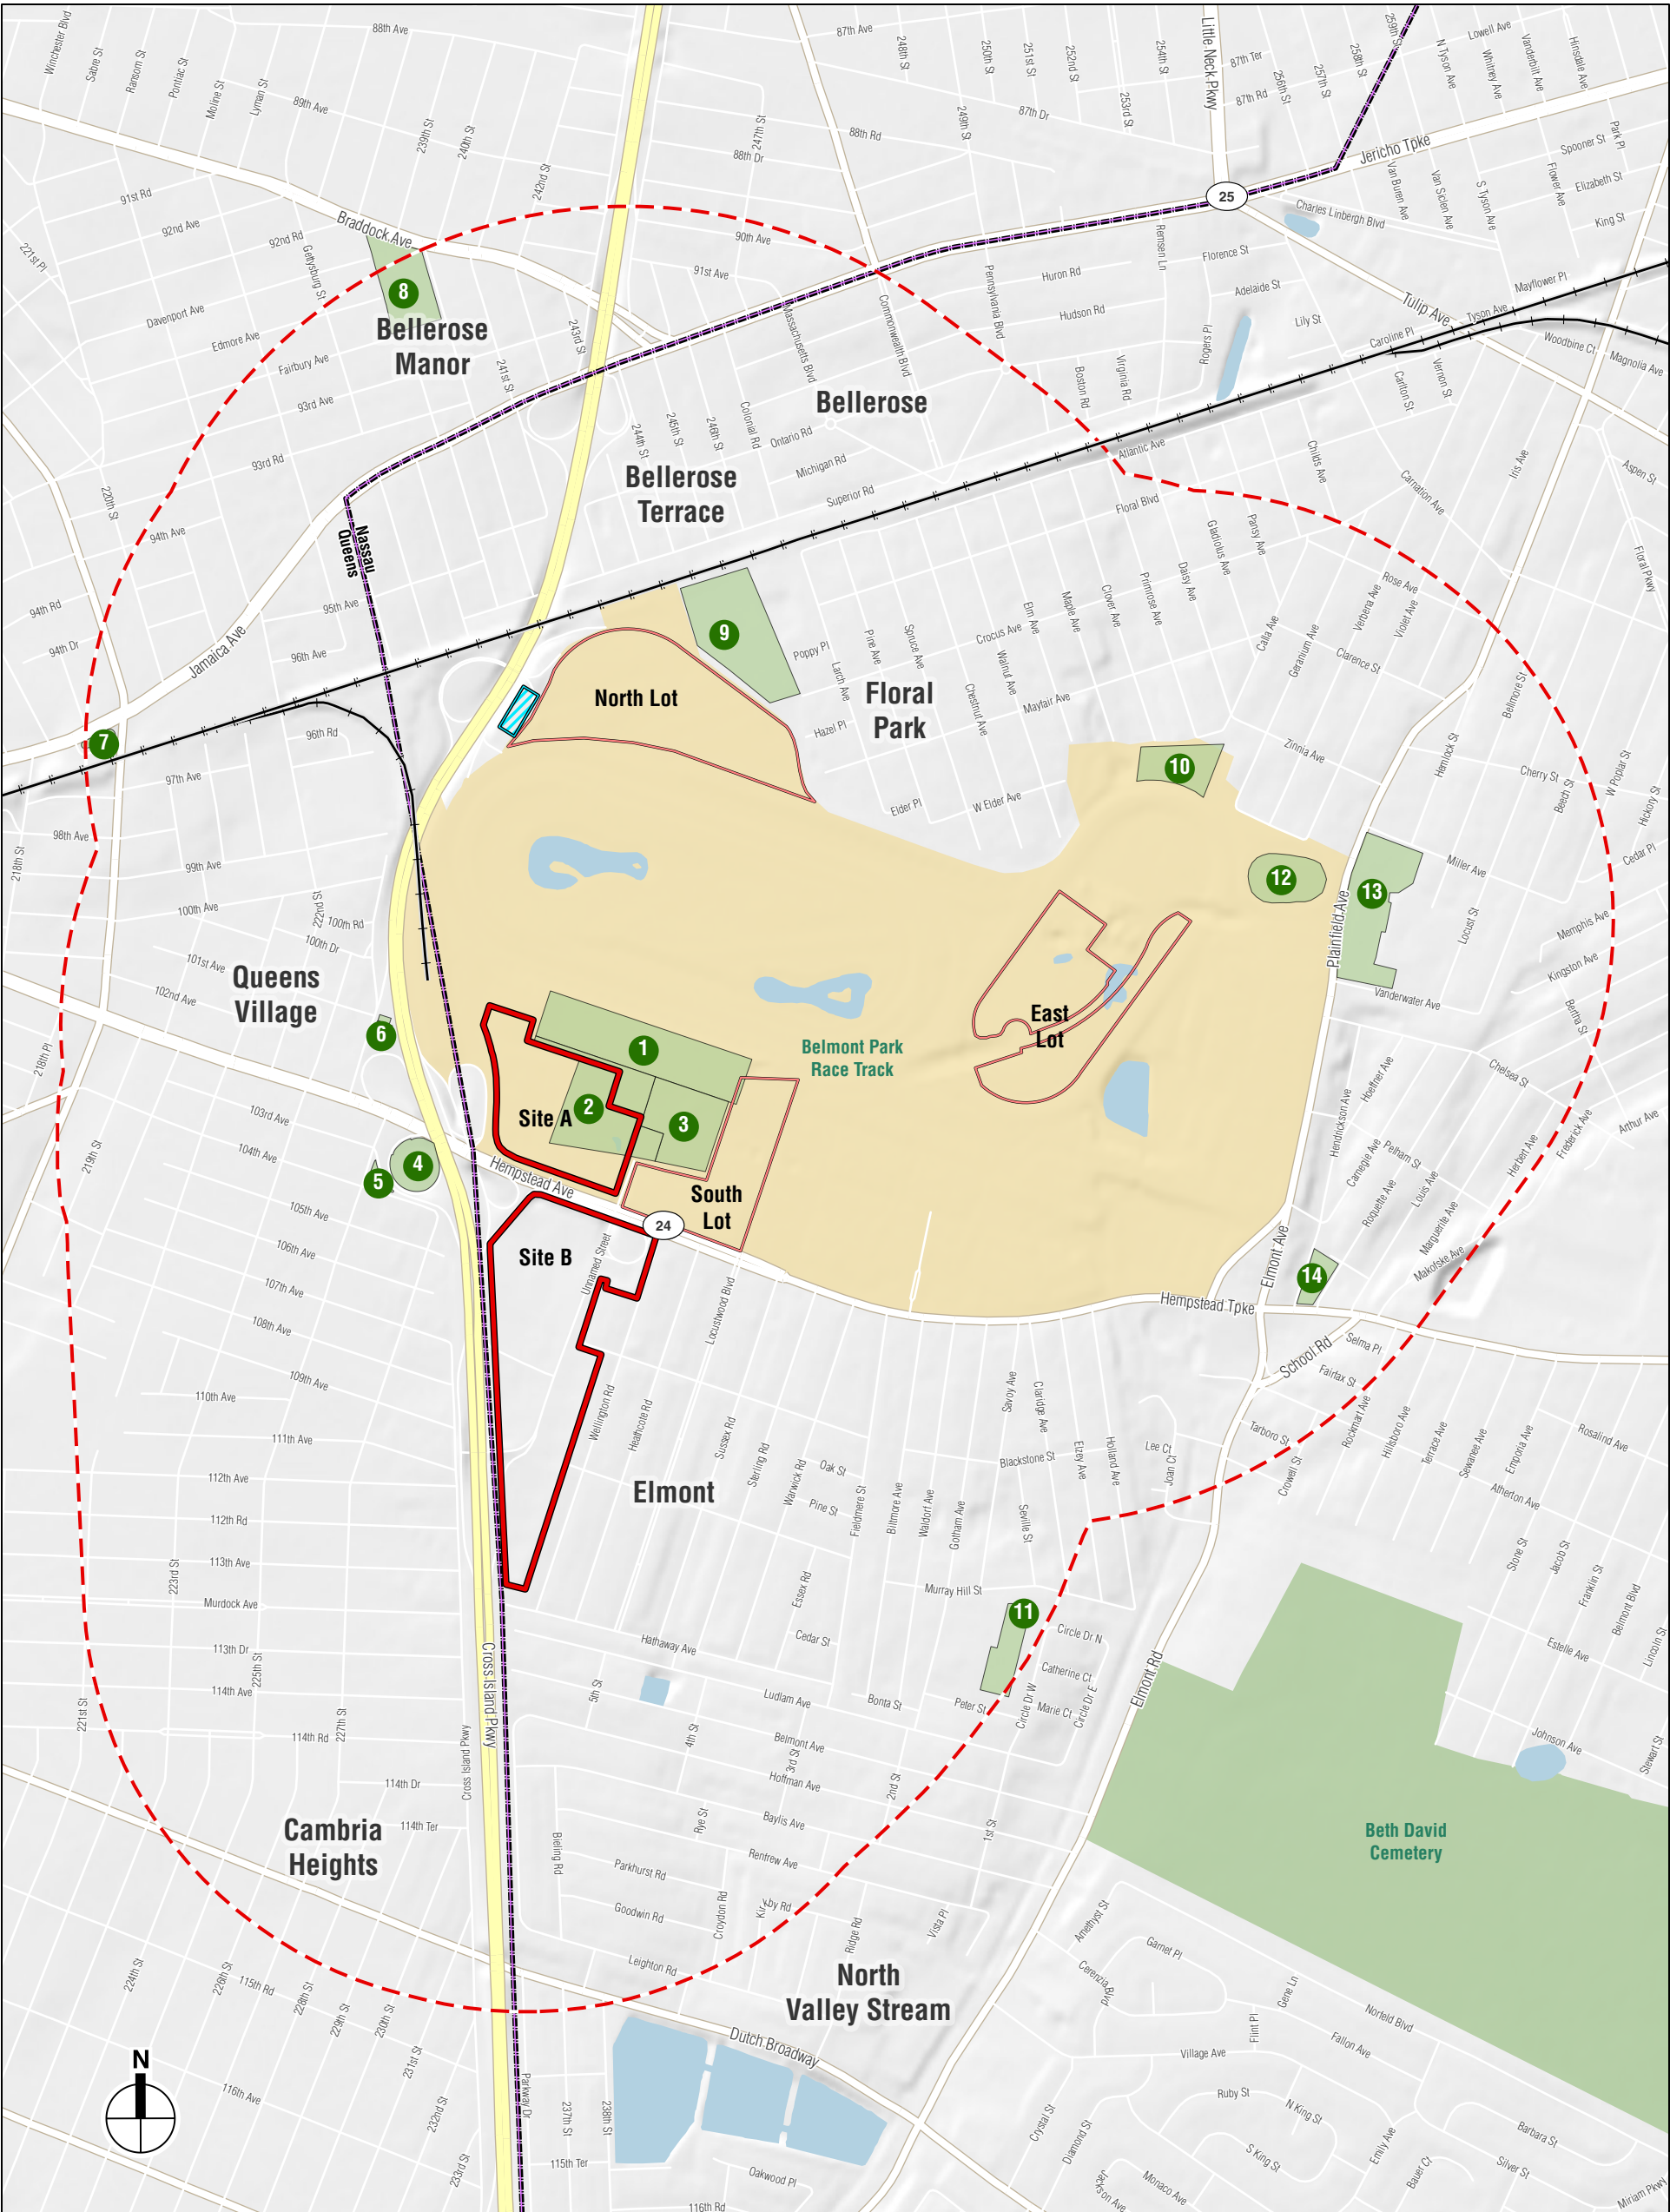 Winchester Blvd
Sabre St
Ransom St
Pontiac St
Moline St
Lyman St
88th Ave
89th Ave
239th St
240th St
242nd St
87th Ave
248th St
250th St
251st St
252nd St
254th St
Little Neck Pkwy
87th Ter
87th Rd
256th St
257th St
258th St
259th St
N Tyson Ave
Lowell Ave
Whitney Ave
Vanderbilt Ave
Hinsdale Ave
253rd St
87th Dr
249th St
88th Rd
247th St
88th Dr
Jericho Tpke
25
Spooner St
Park Pl
Elizabeth St
Flower Ave
King St
Van Buren Ave
Van Siclen Ave
S Tyson Ave
Charles Linbergh Blvd
91st Rd
92nd Ave
92nd Rd
Gettysburg St
Braddock Ave
221st Pl
90th Ave
91st Ave
Florence St
Remsen Ln
Huron Rd
Hudson Rd
Adelaide St
Lily St
Rogers Pl
Pennsylvania Blvd
Commonwealth Blvd
Massachusetts Blvd
Tulip Ave
Mayflower Pl
Tyson Ave
Caroline Pl
Woodbine Ct
Magnolia Ave
Carlton St
Vernon St
8
Bellerose
Manor
Davenport Ave
Edmore Ave
Fairbury Ave
93rd Ave
93rd Rd
241st St
243rd St
Bellerose
Boston Rd
Virginia Rd
Atlantic Ave
244th St
245th St
246th St
Colonial Rd
Ontario Rd
Michigan Rd
Superior Rd
Bellerose
Terrace
Floral Blvd
Childs Ave
Carnation Ave
Iris Ave
Aspen St
Floral Pkwy
220th St
94th Ave
Nassau
Queens
95th Ave
96th Ave
94th Rd
94th Dr
Jamaica Ave
7
96th Rd
97th Ave
98th Ave
218th St
99th Ave
100th Ave
222nd St
100th Rd
100th Dr
101st Ave
102nd Ave
Gladiolus Ave
Pansy Ave
Daisy Ave
Primrose Ave
Clover Ave
Maple Ave
Elm Ave
Crocus Ave
Spruce Ave
Pine Ave
Larch Ave
Poppy Pl
Hazel Pl
Walnut Ave
Chestnut Ave
Mayfair Ave
Elder Pl
W Elder Ave
Calla Ave
Geranium Ave
Clarence St
Verbena Ave
Violet Ave
Rose Ave
Zinnia Ave
Bellmore St
Hemlock St
Cherry St
Beech St
W Poplar St
Hickory St
Cedar Pl
Miller Ave
9
North Lot
Floral
Park
10
12
13
Plainfield Ave
Locust St
Memphis Ave
Kingston Ave
Vanderwater Ave
Bertha St
Queens
Village
6
1
2
3
Site A
Belmont Park
Race Track
East
Lot
South
Lot
218th Pl
219th St
103rd Ave
104th Ave
4
5
Hempstead Ave
24
Site B
Unnamed Street
Locustwood Blvd
Hoeffner Ave
Hendrickson Ave
Chelsea St
Carnegie Ave
Pelham St
Roquette Ave
Louis Ave
Marguerite Ave
Makofske Ave
Herbert Ave
Frederick Ave
Arthur Ave
14
Elmont Ave
Hempstead Tpke
School Rd
Selma Pl
Fairfax St
105th Ave
106th Ave
107th Ave
108th Ave
109th Ave
110th Ave
111th Ave
112th Ave
112th Rd
113th Ave
223rd St
Murdock Ave
113th Dr
225th St
114th Ave
221st St
227th St
114th Rd
114th Dr
114th Ter
Cross Island Pkwy
Cross Island Pkwy
Wellington Rd
Heathcote Rd
Sussex Rd
Sterling Rd
Warwick Rd
Oak St
Pine St
Fieldmere St
Biltmore Ave
Waldorf Ave
Gotham Ave
Savoy Ave
Claridge Ave
Blackstone St
Seville St
Elzey Ave
Holland Ave
Lee Ct
Joan Ct
Tarboro St
Crowell St
Rockmart Ave
Hillsboro Ave
Terrace Ave
Sewanee Ave
Emporia Ave
Rosalind Ave
Atherton Ave
Elmont
Essex Rd
Murray Hill St
11
Circle Dr N
Catherine Ct
Marie Ct
Circle Dr W
Circle Dr E
Elmont Rd
Peter St
Cedar St
Hathaway Ave
Ludlam Ave
Bonta St
5th St
4th St
3rd St
2nd St
1st St
Belmont Ave
Hoffman Ave
Baylis Ave
Rentrew Ave
Rye St
Bieling Rd
Parkhurst Rd
Goodwin Rd
Croydon Rd
Leighton Rd
Ridge Rd
Vista Pl
Stone St
Jacob St
Franklin St
Belmont Blvd
Lincoln St
Estelle Ave
Johnson Ave
Stewart St
Beth David
Cemetery
Cambria
Heights
North
Valley Stream
Dutch Broadway
224th St
226th St
115th Rd
228th St
229th St
230th St
231st St
232nd St
233rd St
116th Ave
N
Parkway Dr
237th St
238th St
115th Ter
116th Rd
Oakwood Pl
Amethyst St
Garnet Pl
Cerenzia Blvd
Gene Ln
Flint Pl
Norfeld Blvd
Fallon Ave
Village Ave
Ruby St
N King St
S King St
Crystal St
Diamond St
Monaco Ave
Emily Ave
Bauer Ct
Silver St
Barbara St
Miriam Pkwy